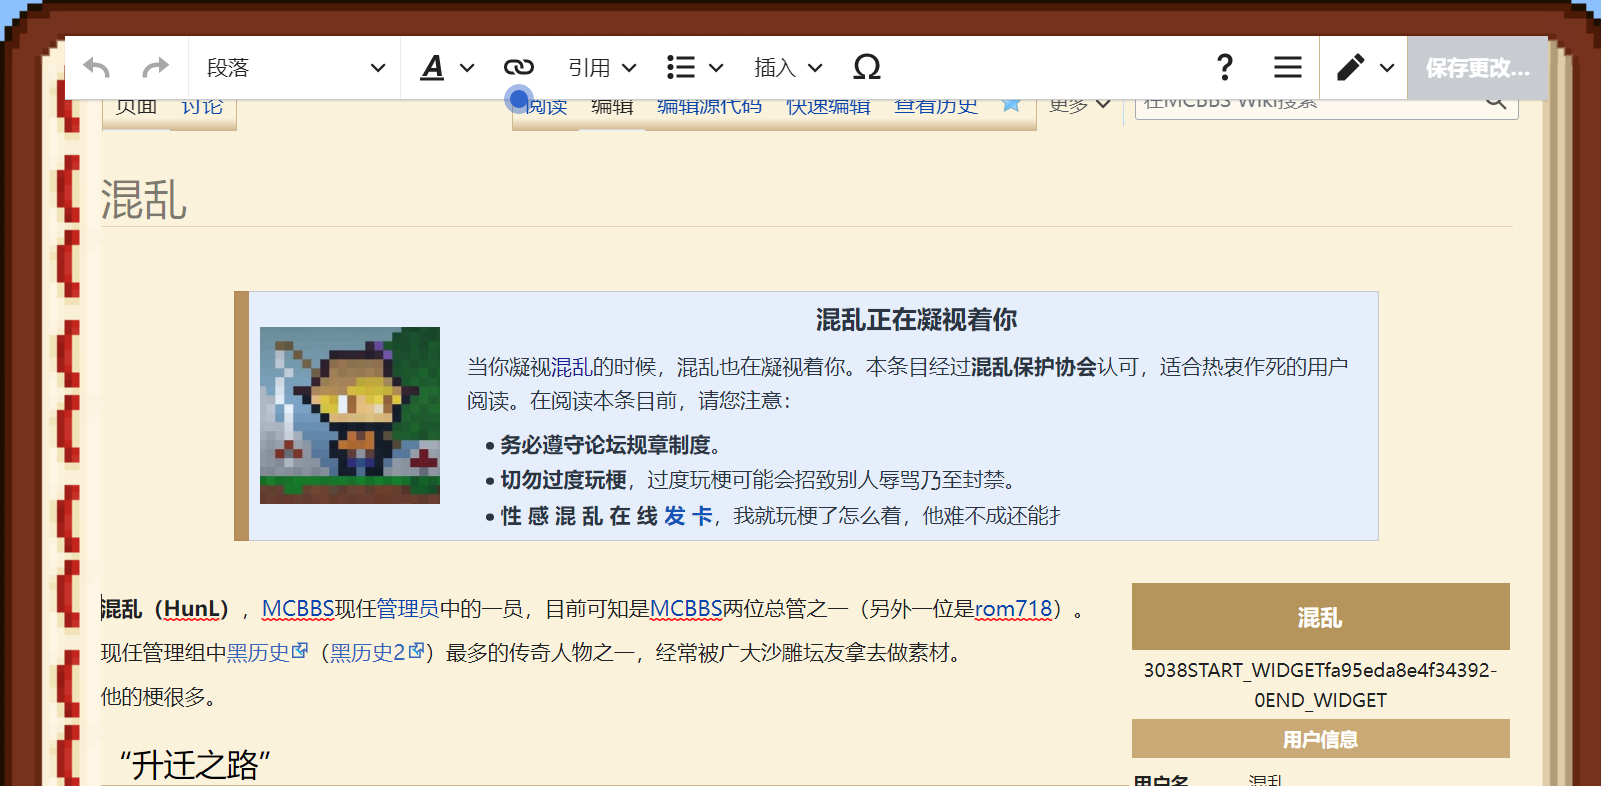 段落
A
引用
插入
Ω
?
保存更改…
页面 讨论
阅读 编辑 编辑源代码 快速编辑 查看历史 更多
在MCBBS Wiki搜索
混乱
混乱正在凝视着你
当你凝视混乱的时候，混乱也在凝视着你。本条目经过混乱保护协会认可，适合热衷作死的用户
阅读。在阅读本条目前，请您注意：
务必遵守论坛规章制度。
切勿过度玩梗，过度玩梗可能会招致别人辱骂乃至封禁。
性 感 混 乱 在 线 发 卡，我就玩梗了怎么着，他难不成还能扌
混乱（HunL），MCBBS现任管理员中的一员，目前可知是MCBBS两位总管之一（另外一位是rom718）。
现任管理组中黑历史（黑历史2）最多的传奇人物之一，经常被广大沙雕坛友拿去做素材。
他的梗很多。
“升迁之路”
混乱
3038START_WIDGETfa95eda8e4f34392-
0END_WIDGET
用户信息
用户名 混乱